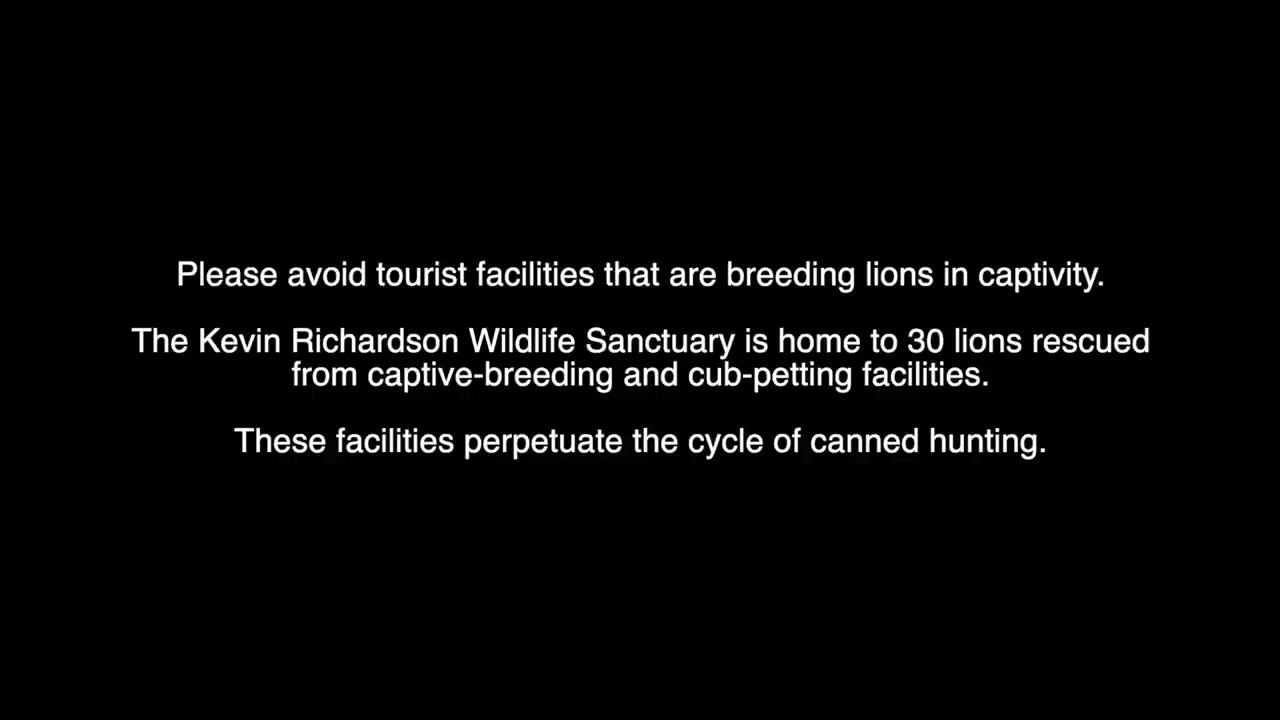 Please avoid tourist facilities that are breeding lions in captivity.
The Kevin Richardson Wildlife Sanctuary is home to 30 lions rescued
from captive-breeding and cub-petting facilities.
These facilities perpetuate the cycle of canned hunting.